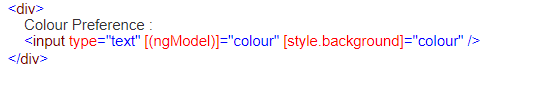 <div>
Colour Preference :
<input type="text" [(ngModel)]="colour" [style.background]="colour" />
</div>